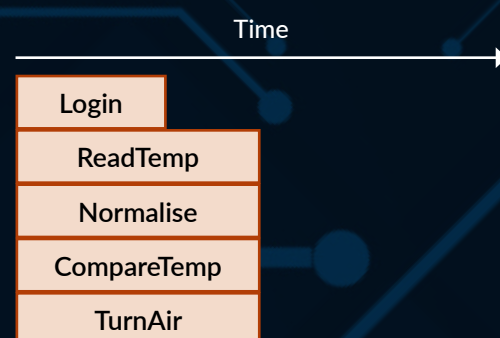 Time
Login
ReadTemp
Normalise
CompareTemp
TurnAir